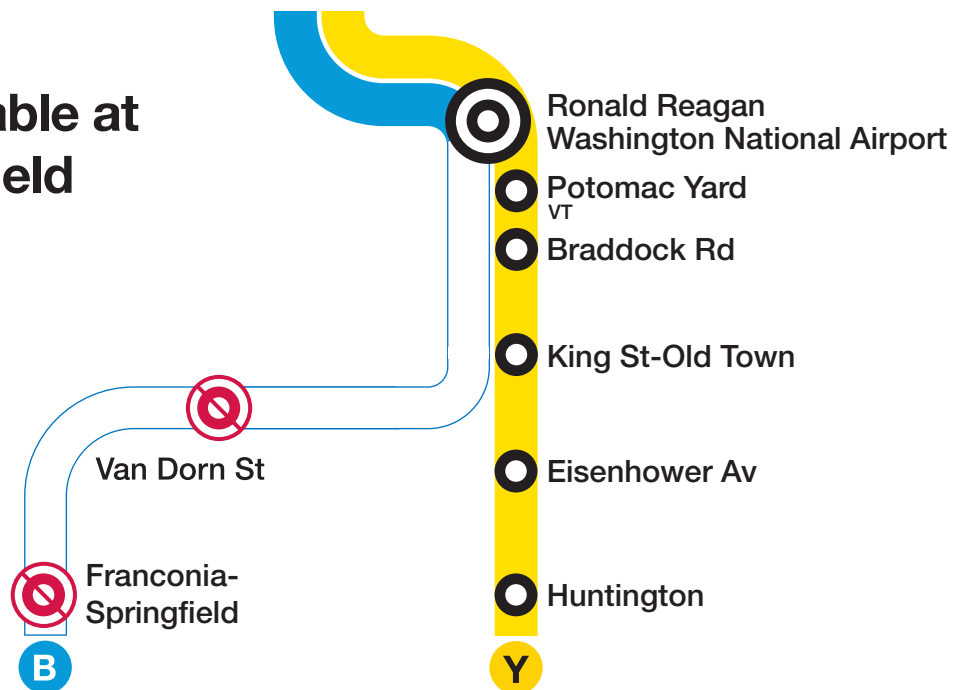 able at
eld
Ronald Reagan
Washington National Airport
Potomac Yard
VT
Braddock Rd
King St-Old Town
Van Dorn St
Eisenhower Av
Franconia-
Springfield
Huntington
B
Y